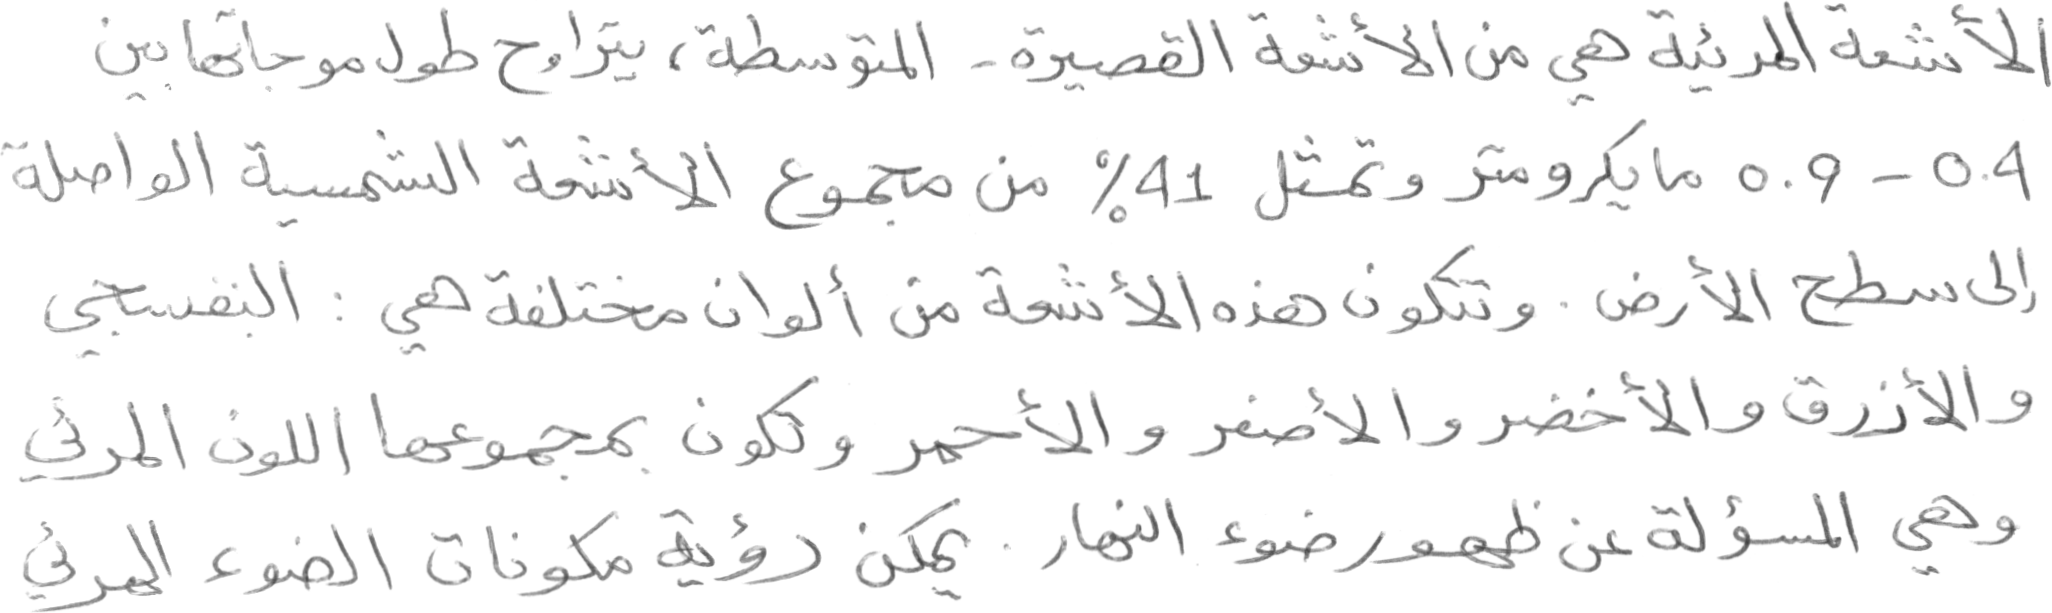 الأشعة المرئية هي من الأشعة القصيرة - المتوسطة، يتراوح طول موجاتها بين
0.4 - 0.9 مايكرومتر وتمثل 41% من مجموع الأشعة الشمسية الواصلة
إلى سطح الأرض. وتتكون هذه الأشعة من ألوان مختلفة هي: البنفسجي
والأزرق والأخضر والأصفر والأحمر وتكون بمجموعها اللون المرئي
وهي المسؤلة عن ظهور ضوء النهار. يمكن رؤية مكونات الضوء المرئي